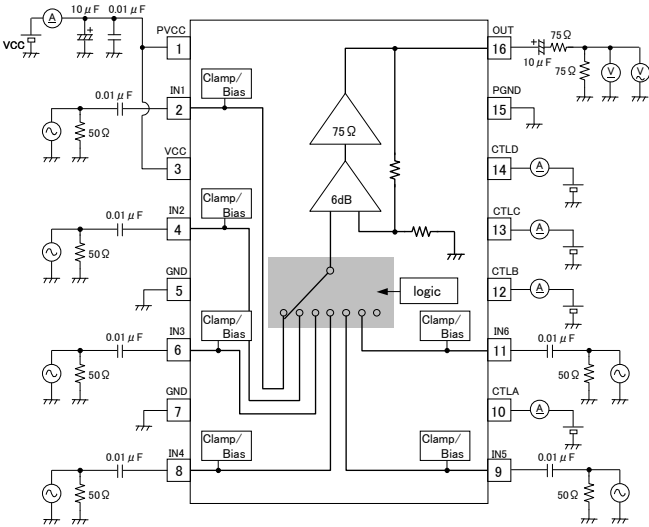 A
10μF
0.01μF
VCC
PVCC
1
0.01μF
IN1
2
50Ω
Clamp/
Bias
VCC
3
0.01μF
IN2
4
50Ω
Clamp/
Bias
GND
5
0.01μF
IN3
6
50Ω
Clamp/
Bias
GND
7
0.01μF
IN4
8
50Ω
Clamp/
Bias
75Ω
6dB
logic
OUT
16
+
10μF
75Ω
75Ω
V
V
PGND
15
CTLD
14
A
CTLC
13
A
CTLB
12
A
Clamp/
Bias
IN6
11
0.01μF
50Ω
CTLA
10
A
Clamp/
Bias
IN5
9
0.01μF
50Ω